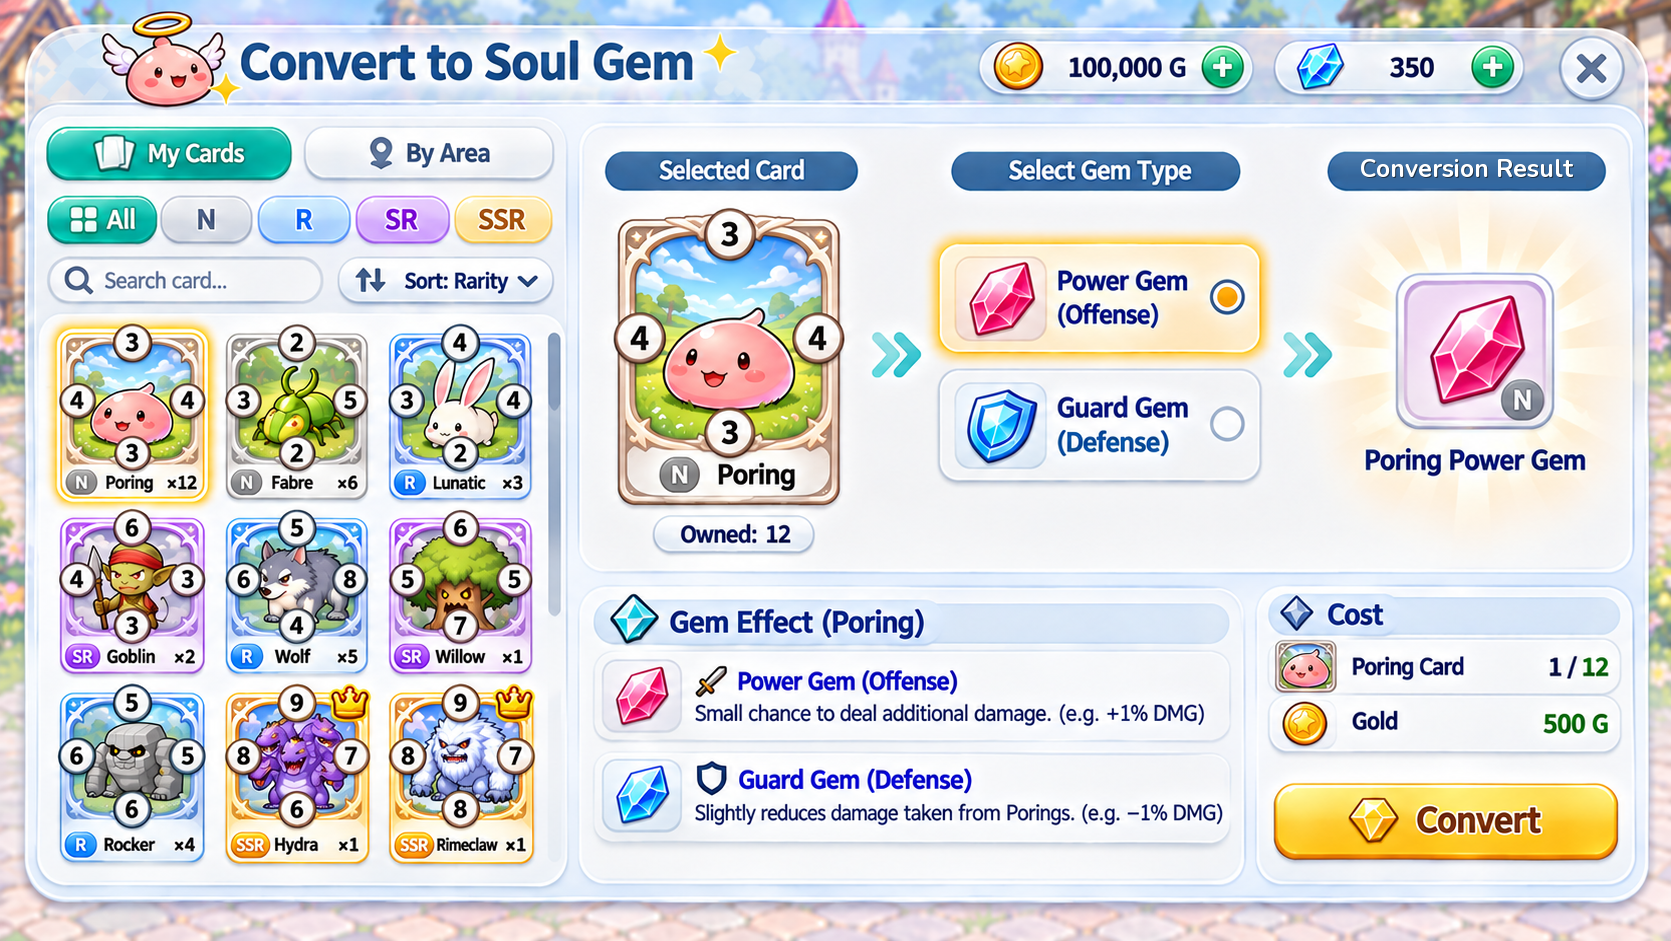 Convert to Soul Gem
100,000 G
350
My Cards
By Area
All
N
R
SR
SSR
Search card...
Sort: Rarity
3
4
4
3
N Poring ×12
2
3
5
2
N Fabre ×6
4
3
4
2
R Lunatic ×3
6
4
3
3
SR Goblin ×2
5
6
8
4
R Wolf ×5
6
5
5
7
SR Willow ×1
5
6
5
6
R Rocker ×4
9
8
7
6
SSR Hydra ×1
9
8
7
8
SSR Rimeclaw ×1
Selected Card
3
4
4
3
N Poring
Owned: 12
Select Gem Type
Power Gem
(Offense)
Guard Gem
(Defense)
Conversion Result
N
Poring Power Gem
Gem Effect (Poring)
Power Gem (Offense)
Small chance to deal additional damage. (e.g. +1% DMG)
Guard Gem (Defense)
Slightly reduces damage taken from Porings. (e.g. −1% DMG)
Cost
Poring Card 1 / 12
Gold 500 G
Convert